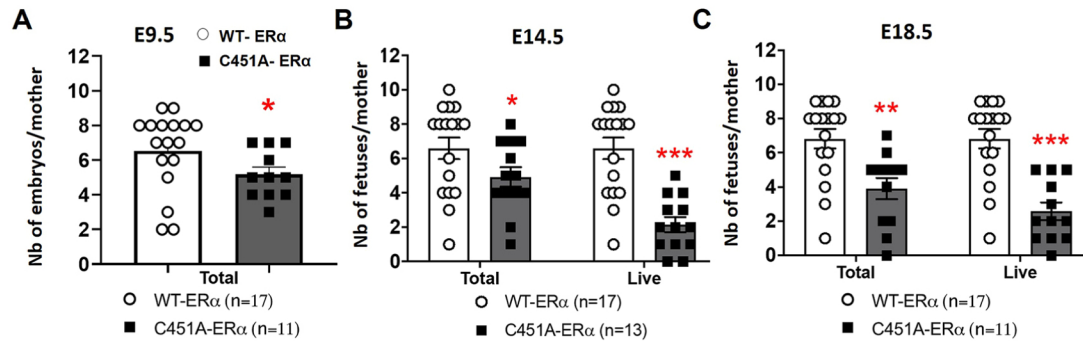 A
E9.5
WT- ERα
C451A- ERα
Nb of embryos/mother
12
10
8
6
4
2
0
*
Total
WT-ERα (n=17)
C451A-ERα (n=11)
B
E14.5
Nb of fetuses/mother
12
10
8
6
4
2
0
*
***
Total Live
WT-ERα (n=17)
C451A-ERα (n=13)
C
E18.5
Nb of fetuses/mother
12
10
8
6
4
2
0
**
***
Total Live
WT-ERα (n=17)
C451A-ERα (n=11)